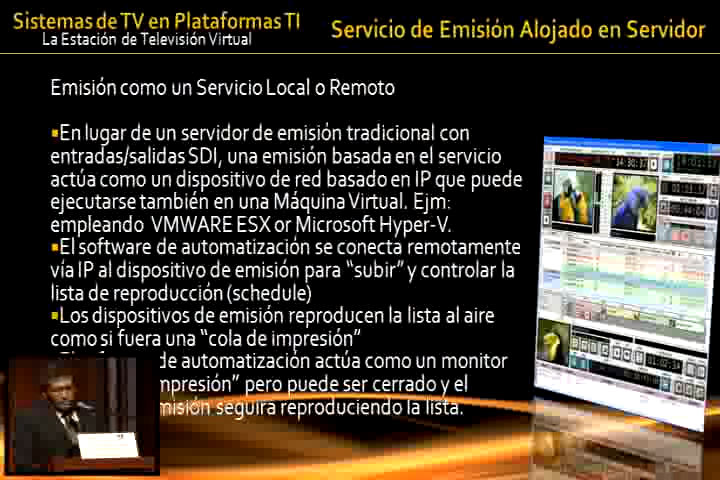 Sistemas de TV en Plataformas TI
La Estación de Televisión Virtual
Servicio de Emisión Alojado en Servidor
Emisión como un Servicio Local o Remoto
▪En lugar de un servidor de emisión tradicional con
entradas/salidas SDI, una emisión basada en el servicio
actúa como un dispositivo de red basado en IP que puede
ejecutarse también en una Máquina Virtual. Ejm:
empleando VMWARE ESX or Microsoft Hyper-V.
▪El software de automatización se conecta remotamente
vía IP al dispositivo de emisión para “subir” y controlar la
lista de reproducción (schedule)
▪Los dispositivos de emisión reproducen la lista al aire
como si fuera una “cola de impresión”
de automatización actúa como un monitor
impresión” pero puede ser cerrado y el
emisión seguirá reproduciendo la lista.
14:30:37